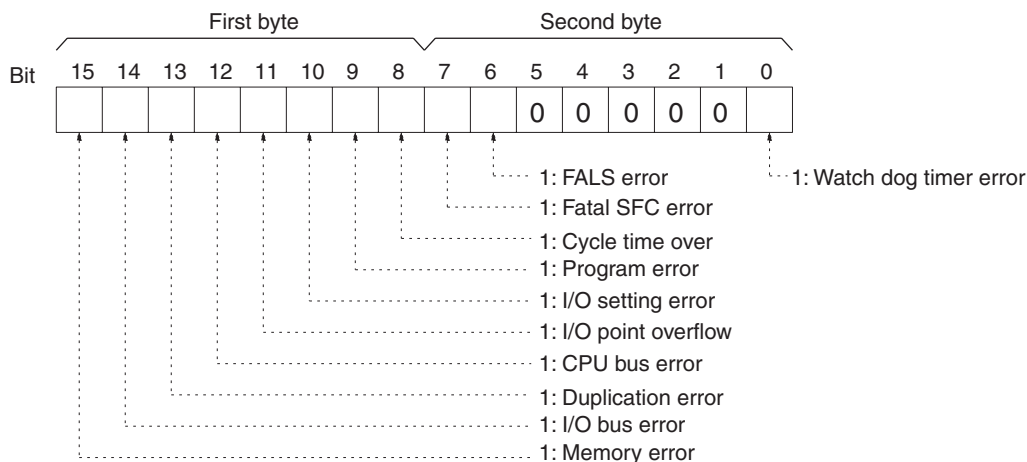 First byte Second byte
Bit 15 14 13 12 11 10 9 8 7 6 5 4 3 2 1 0
0 0 0 0 0
1: FALS error 1: Watch dog timer error
1: Fatal SFC error
1: Cycle time over
1: Program error
1: I/O setting error
1: I/O point overflow
1: CPU bus error
1: Duplication error
1: I/O bus error
1: Memory error